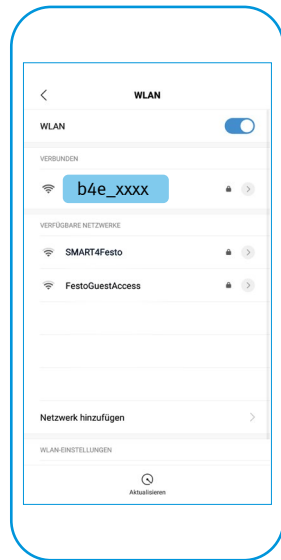 WLAN
WLAN
VERBUNDEN
b4e_xxxx
VERFÜGBARE NETZWERKE
SMART4Festo
FestoGuestAccess
Netzwerk hinzufügen
WLAN-EINSTELLUNGEN
Aktualisieren